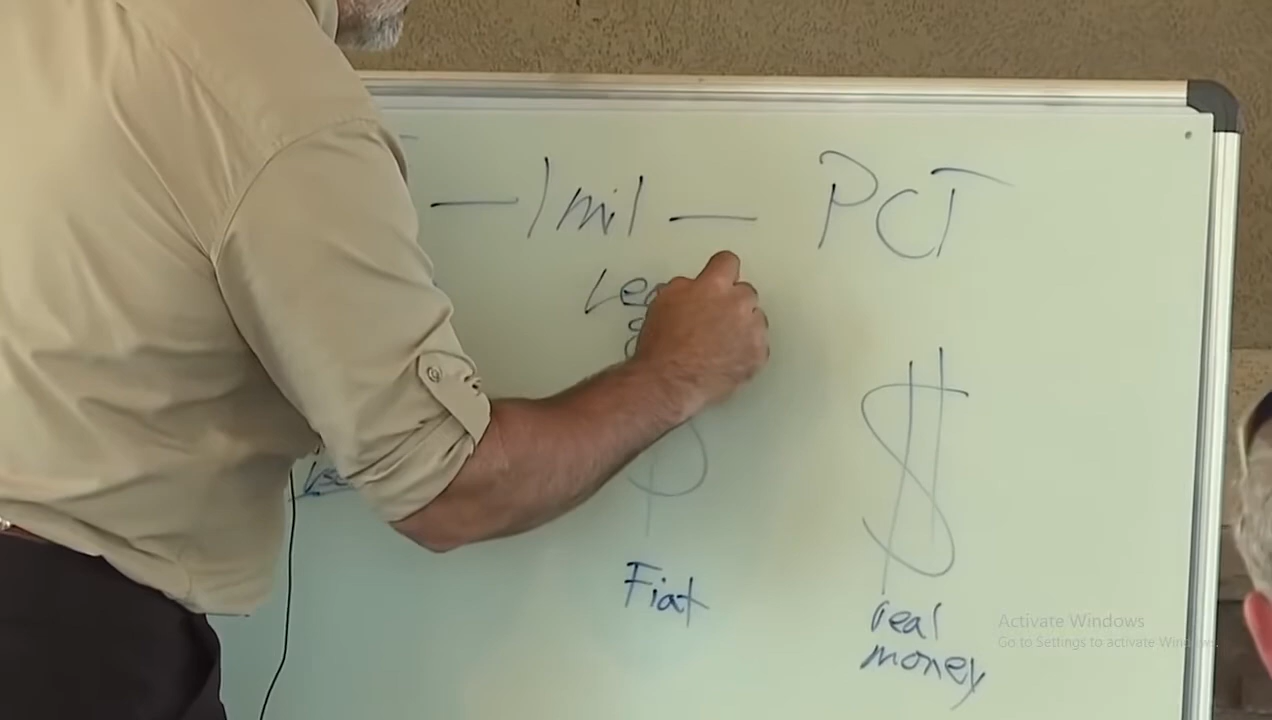 — 1 mil — PCT
$ $
Fiat
real
money
Activate Windows
Go to Settings to activate Windows.